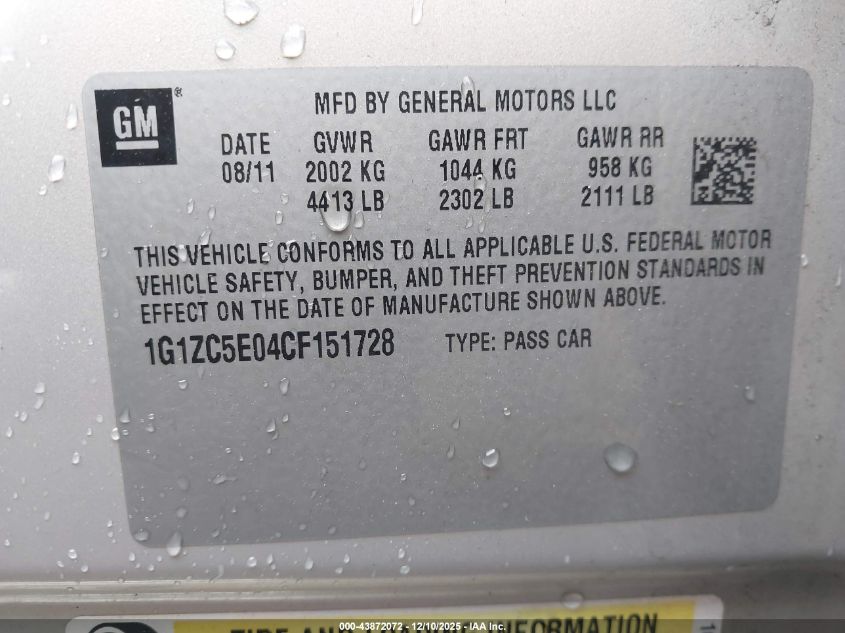 GM®
MFD BY GENERAL MOTORS LLC
DATE GVWR GAWR FRT GAWR RR
08/11 2002 KG 1044 KG 958 KG
4413 LB 2302 LB 2111 LB
THIS VEHICLE CONFORMS TO ALL APPLICABLE U.S. FEDERAL MOTOR
VEHICLE SAFETY, BUMPER, AND THEFT PREVENTION STANDARDS IN
EFFECT ON THE DATE OF MANUFACTURE SHOWN ABOVE.
1G1ZC5E04CF151728 TYPE: PASS CAR
TIRE AND INFORMATION
000-43872072 – 12/10/2025 – IAA Inc.